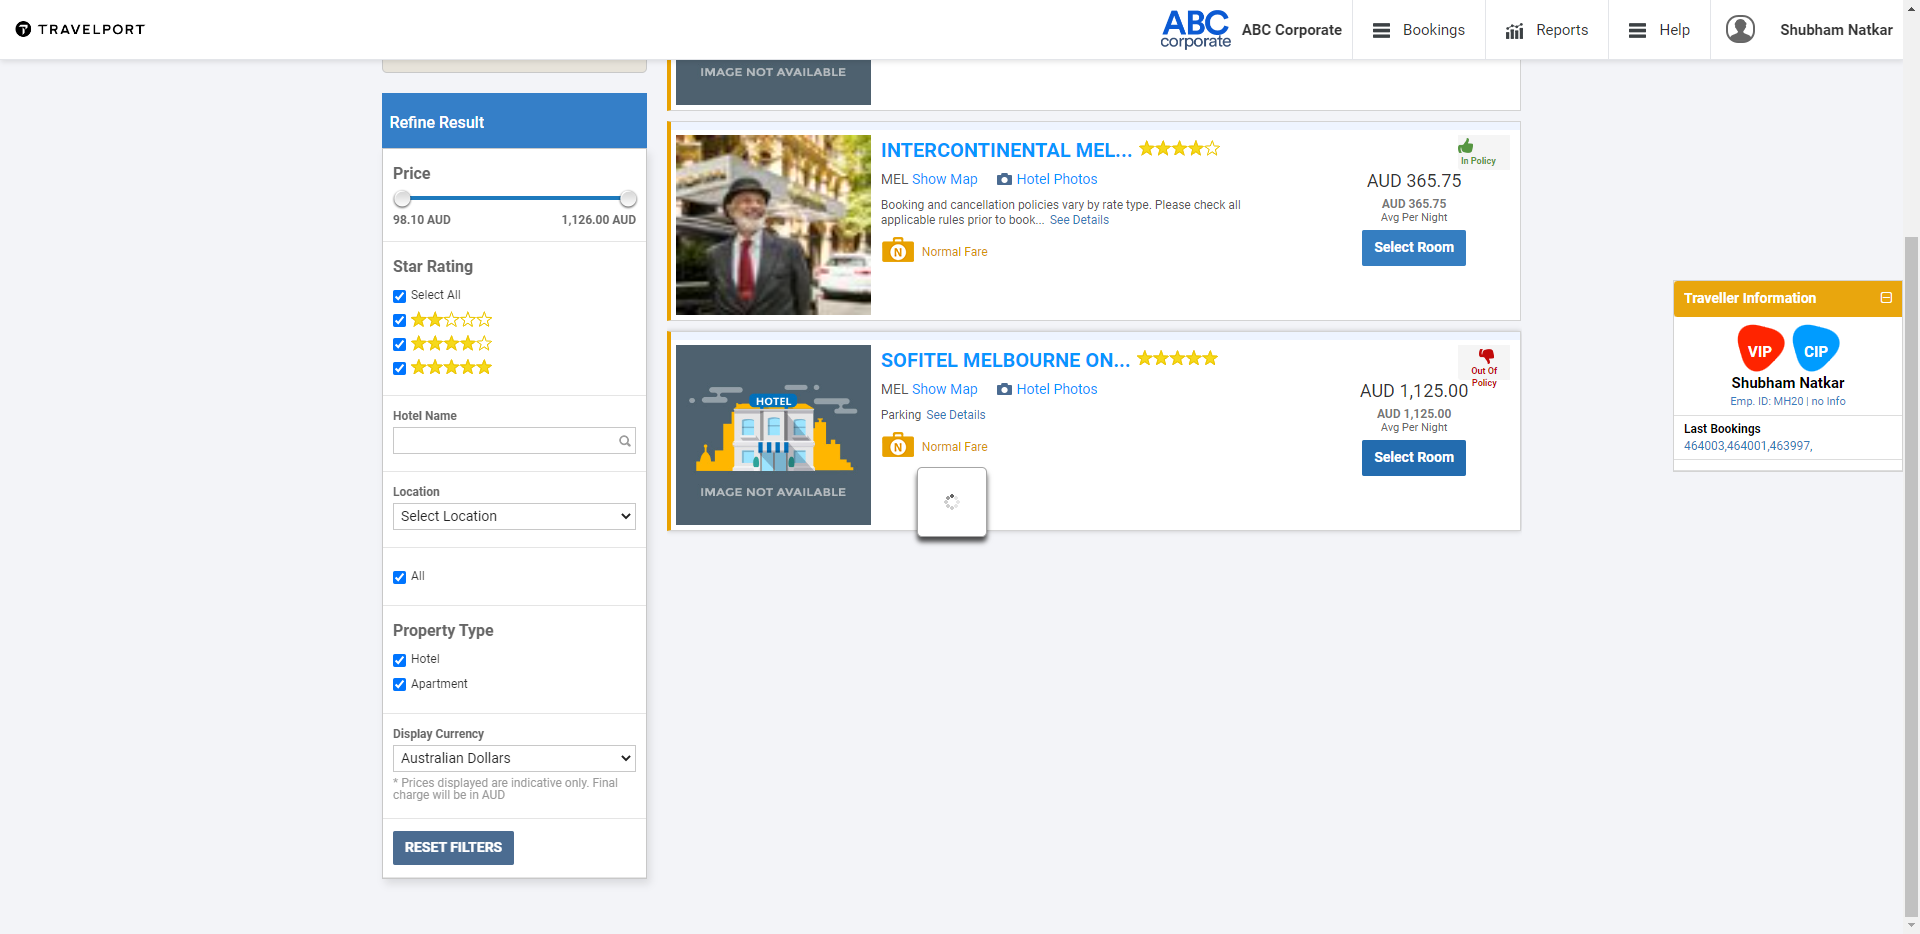 TRAVELPORT
ABC
corporate
ABC Corporate
Bookings
Reports
Help
Shubham Natkar
Refine Result
Price
98.10 AUD
1,126.00 AUD
Star Rating
Select All
Hotel Name
Location
Select Location
All
Property Type
Hotel
Apartment
Display Currency
Australian Dollars
* Prices displayed are indicative only. Final
charge will be in AUD
RESET FILTERS
IMAGE NOT AVAILABLE
INTERCONTINENTAL MEL...
MEL Show Map
Hotel Photos
Booking and cancellation policies vary by rate type. Please check all
applicable rules prior to book... See Details
N
Normal Fare
In Policy
AUD 365.75
AUD 365.75
Avg Per Night
Select Room
HOTEL
IMAGE NOT AVAILABLE
SOFITEL MELBOURNE ON...
MEL Show Map
Hotel Photos
Parking See Details
N
Normal Fare
Out Of
Policy
AUD 1,125.00
AUD 1,125.00
Avg Per Night
Select Room
Traveller Information
VIP
CIP
Shubham Natkar
Emp. ID: MH20 | no Info
Last Bookings
464003,464001,463997,